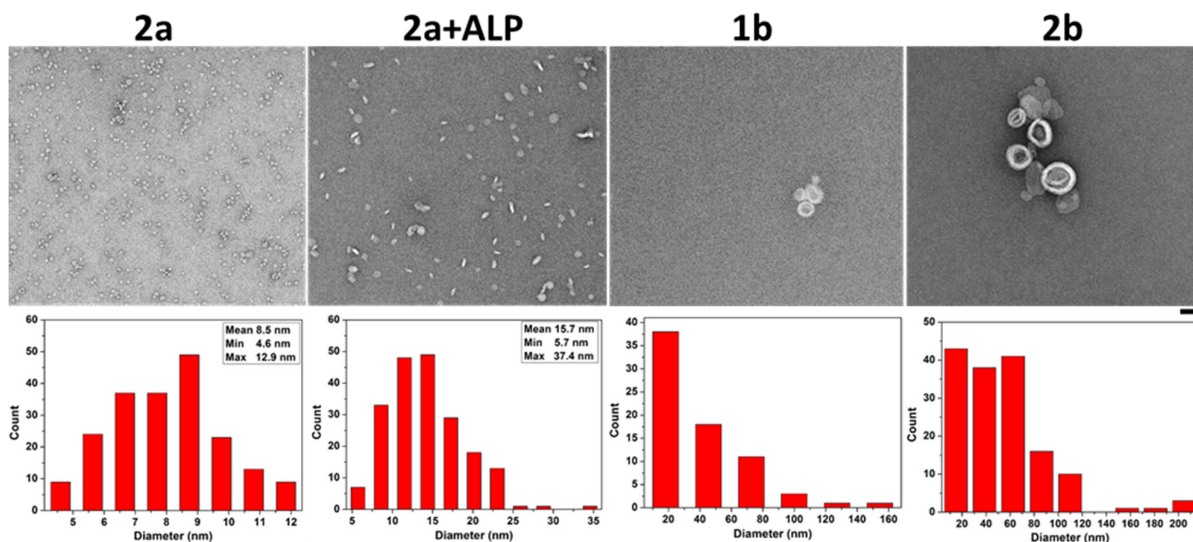 2a 2a+ALP 1b 2b
60
50
40
30
20
10
0
Count
5 6 7 8 9 10 11 12
Diameter (nm)
Mean 8.5 nm
Min 4.6 nm
Max 12.9 nm
60
50
40
30
20
10
0
Count
5 10 15 20 25 30 35
Diameter (nm)
Mean 15.7 nm
Min 5.7 nm
Max 37.4 nm
40
35
30
25
20
15
10
5
0
Count
20 40 60 80 100 120 140 160
Diameter (nm)
50
40
30
20
10
0
Count
20 40 60 80 100 120 140 160 180 200
Diameter (nm)